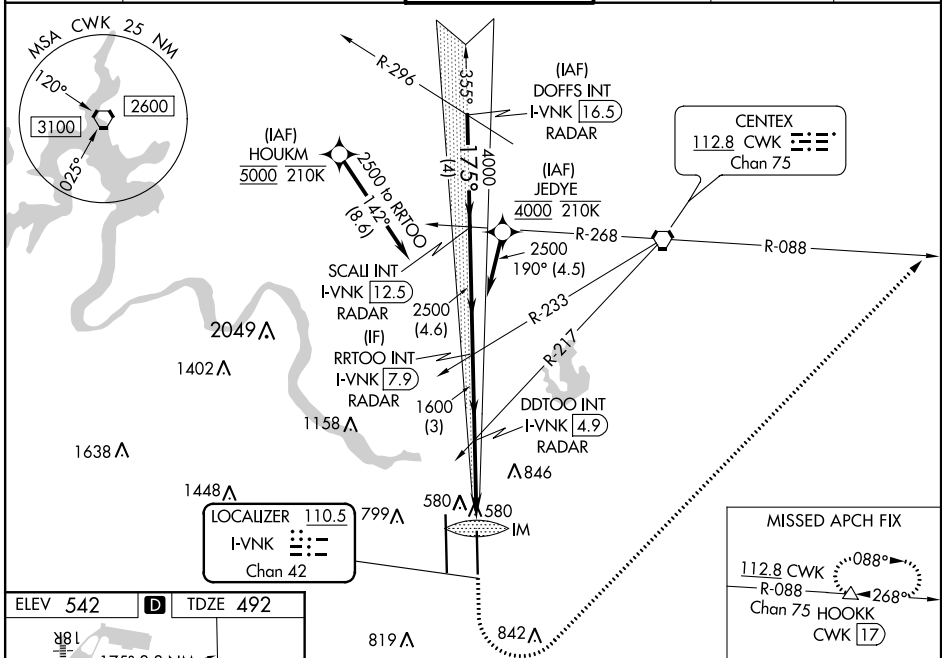 MSA CWK 25 NM
120°
2600
3100
025°
R-296
355°
(IAF)
DOFFS INT
I-VNK 16.5
RADAR
CENTEX
112.8 CWK
Chan 75
(IAF)
HOUKM
5000 210K
2500 to RRTOO
142°
(8.6)
175°
(4)
4000
(IAF)
JEDYE
4000 210K
R-268
R-088
2500
190° (4.5)
SCALI INT
I-VNK 12.5
RADAR
2500
(4.6)
R-233
R-217
(IF)
RRTOO INT
I-VNK 7.9
RADAR
1600
(3)
DDTOO INT
I-VNK 4.9
RADAR
2049
1402
1158
1638
1448
846
799
580
580
IM
LOCALIZER 110.5
I-VNK
Chan 42
MISSED APCH FIX
112.8 CWK
088°
R-088
268°
Chan 75 HOOKK
CWK 17
ELEV 542 D TDZE 492
18R
819
842